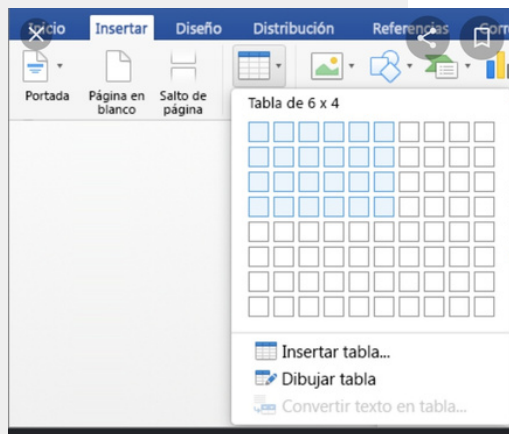 Insertar Diseño Distribución Referencias
Portada Página en blanco Salto de página
Tabla de 6 x 4
Insertar tabla...
Dibujar tabla
Convertir texto en tabla...